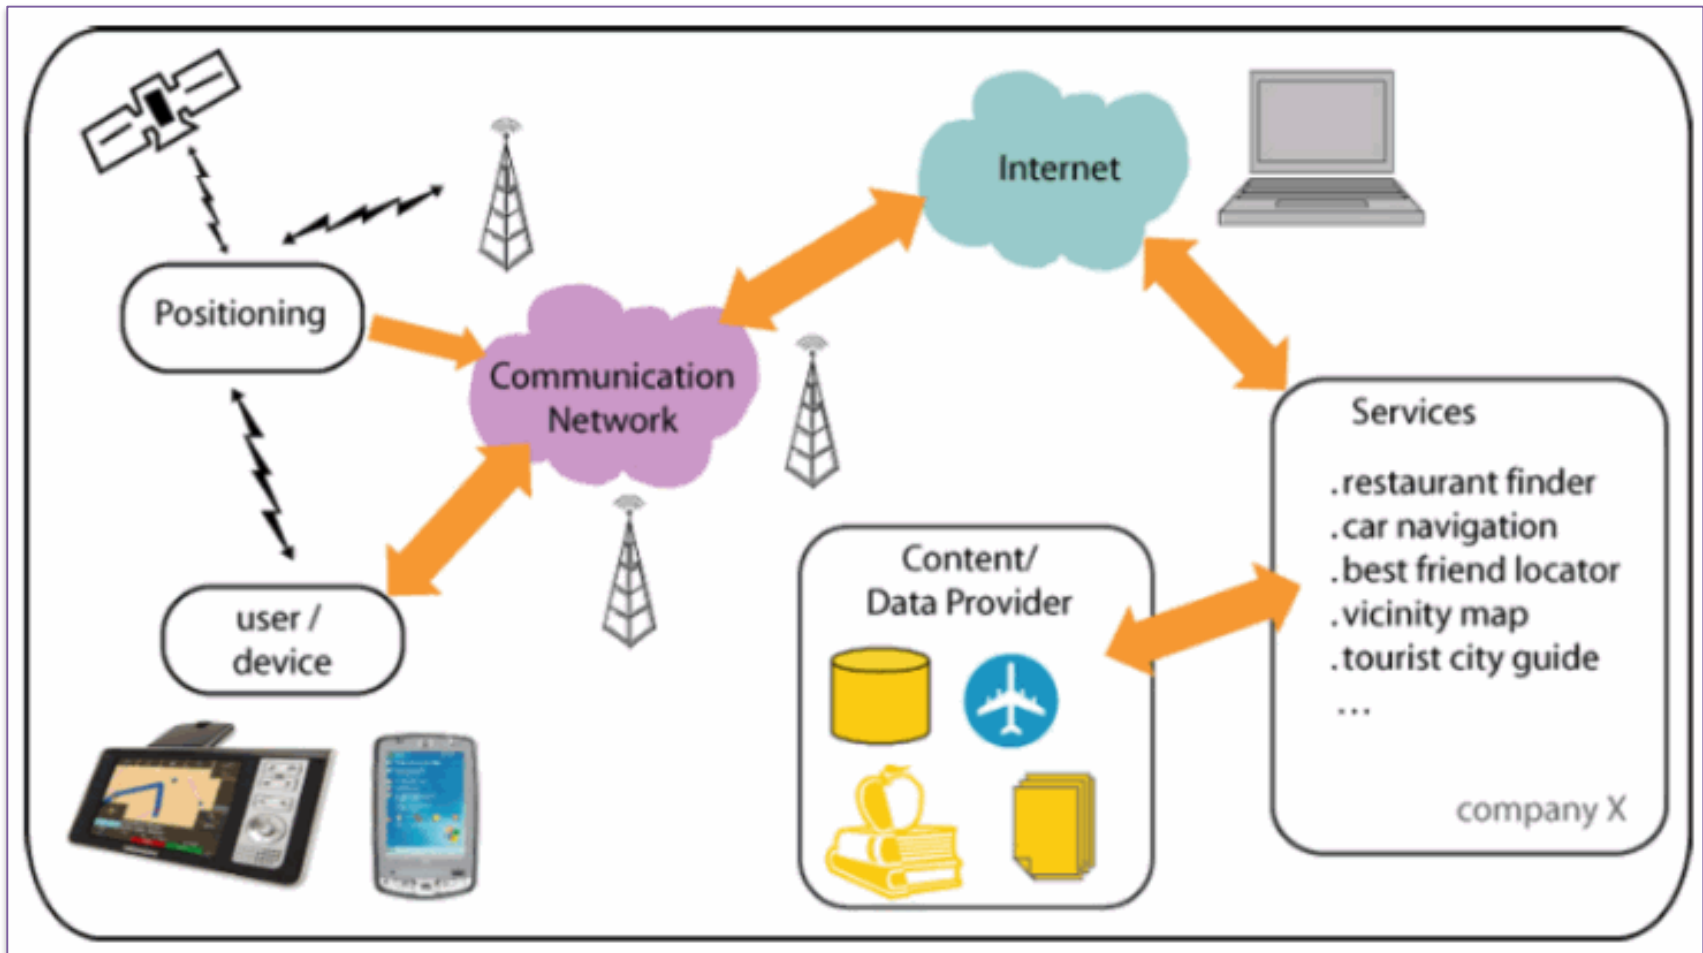 Internet
Positioning
Communication
Network
Services
.restaurant finder
.car navigation
.best friend locator
.vicinity map
.tourist city guide
...
company X
Content/
Data Provider
user /
device